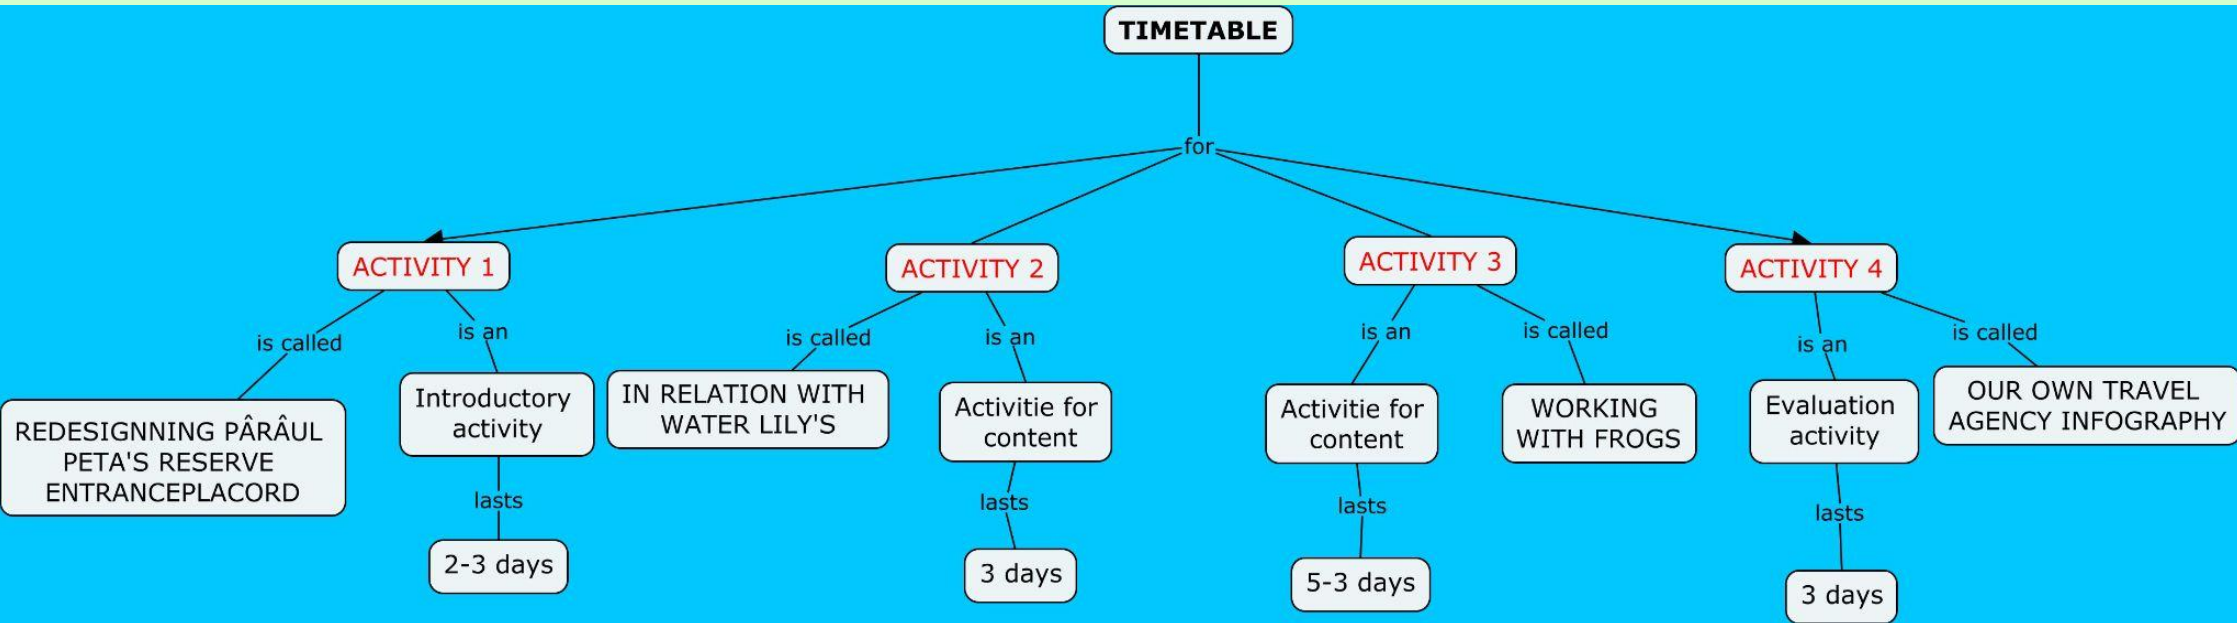 TIMETABLE
for
ACTIVITY 1
is called
REDESIGNNING PÂRÂUL
PETA'S RESERVE
ENTRANCEPLACORD
is an
Introductory
activity
lasts
2-3 days
ACTIVITY 2
is called
IN RELATION WITH
WATER LILY'S
is an
Activitie for
content
lasts
3 days
ACTIVITY 3
is an
Activitie for
content
lasts
5-3 days
is called
WORKING
WITH FROGS
ACTIVITY 4
is an
Evaluation
activity
lasts
3 days
is called
OUR OWN TRAVEL
AGENCY INFOGRAPHY